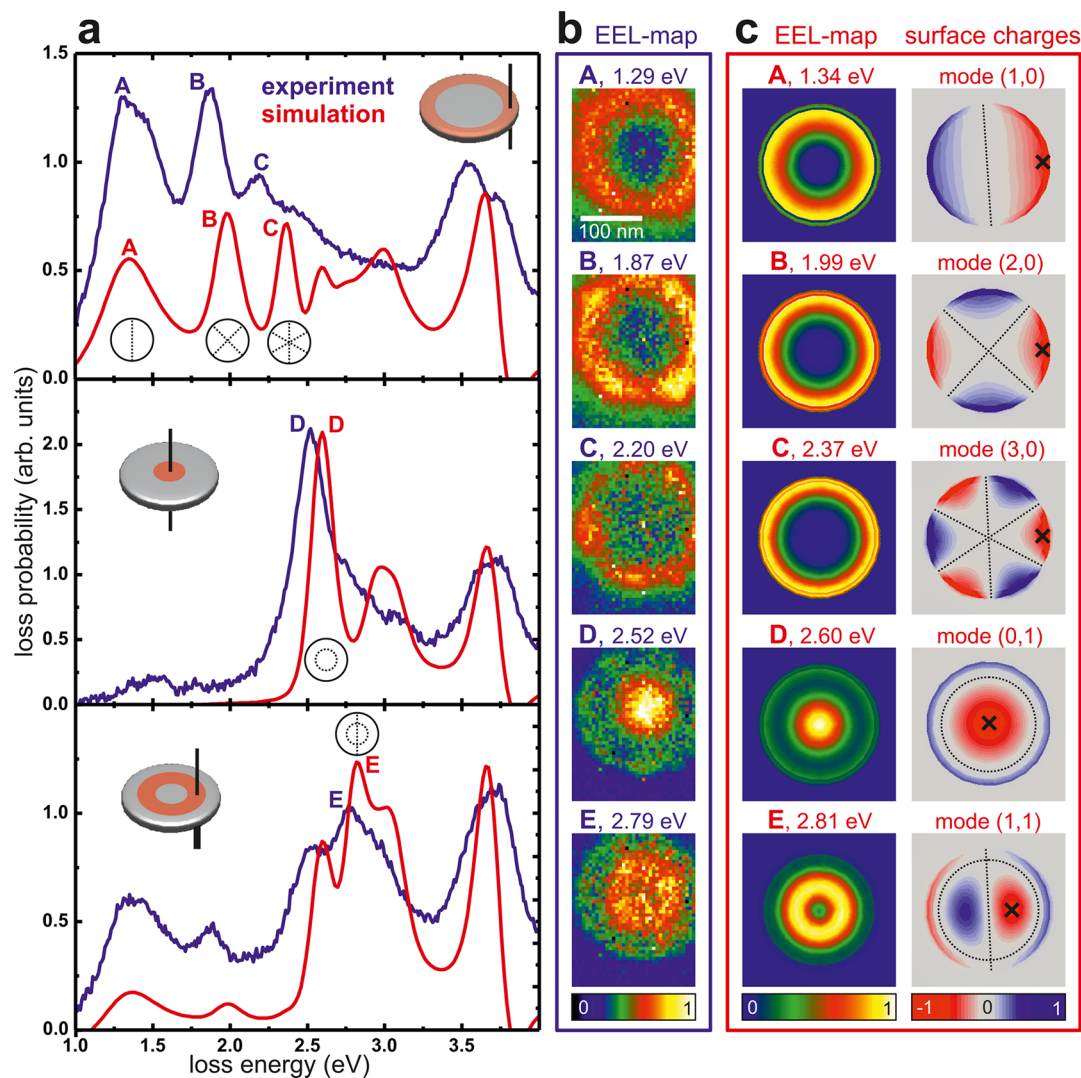 a
b EEL-map
c EEL-map surface charges
1.5
1.0
0.5
0.0
2.0
1.5
1.0
0.5
0.0
1.0
0.5
0.0
loss probability (arb. units)
experiment
simulation
A
B
C
A
B
C
D D
E
E
1.0 1.5 2.0 2.5 3.0 3.5
loss energy (eV)
A, 1.29 eV
100 nm
B, 1.87 eV
C, 2.20 eV
D, 2.52 eV
E, 2.79 eV
0 1
A, 1.34 eV mode (1,0)
B, 1.99 eV mode (2,0)
C, 2.37 eV mode (3,0)
D, 2.60 eV mode (0,1)
E, 2.81 eV mode (1,1)
0 1
-1 0 1